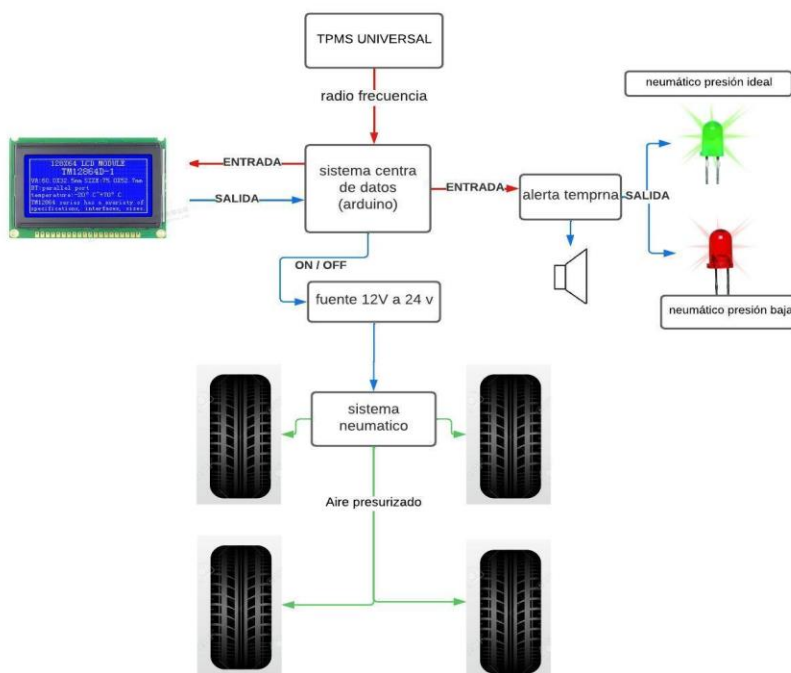 TPMS UNIVERSAL
radio frecuencia
neumático presión ideal
128X64 LCD MODULE
TM12864D-1
ENTRADA
SALIDA
sistema centra
de datos
(arduino)
ENTRADA
alerta temprna
SALIDA
ON / OFF
fuente 12V a 24 v
neumático presión baja
sistema
neumatico
Aire presurizado